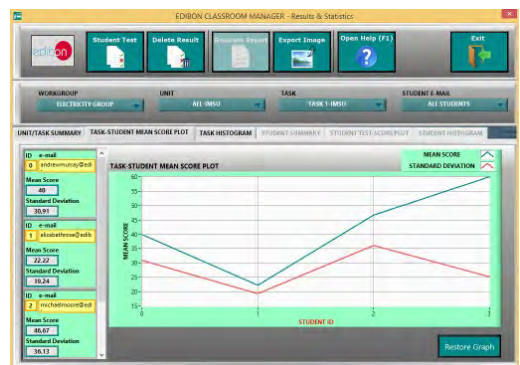 EDIBON CLASSROOM MANAGER -Results & Statistics
edibon
Student Test
Delete Result
Generate Report
Export Image
Open Help (F1)
Exit
WORKGROUP
UNIT
TASK
STUDENT E-MAIL
ELECTRICITY GROUP
ALL-IMSU
TASK 1-IMSU
ALL STUDENTS
UNIT/TASK SUMMARY
TASK-STUDENT MEAN SCORE PLOT
TASK HISTOGRAM
STUDENT SUMMARY
STUDENT TEST-SCORE PLOT
STUDENT HISTOGRAM
ID e-mail
0 andrewmurray@edi
Mean Score
40
Standard Deviation
30,91
ID e-mail
1 elizabethrose@edib
Mean Score
22,22
Standard Deviation
19,24
ID e-mail
2 michaelmoore@edi
Mean Score
46,67
Standard Deviation
36,13
TASK-STUDENT MEAN SCORE PLOT
MEAN SCORE
STANDARD DEVIATION
MEAN SCORE
60
55
50
45
40
35
30
25
20
15
0
1
2
3
STUDENT ID
Restore Graph